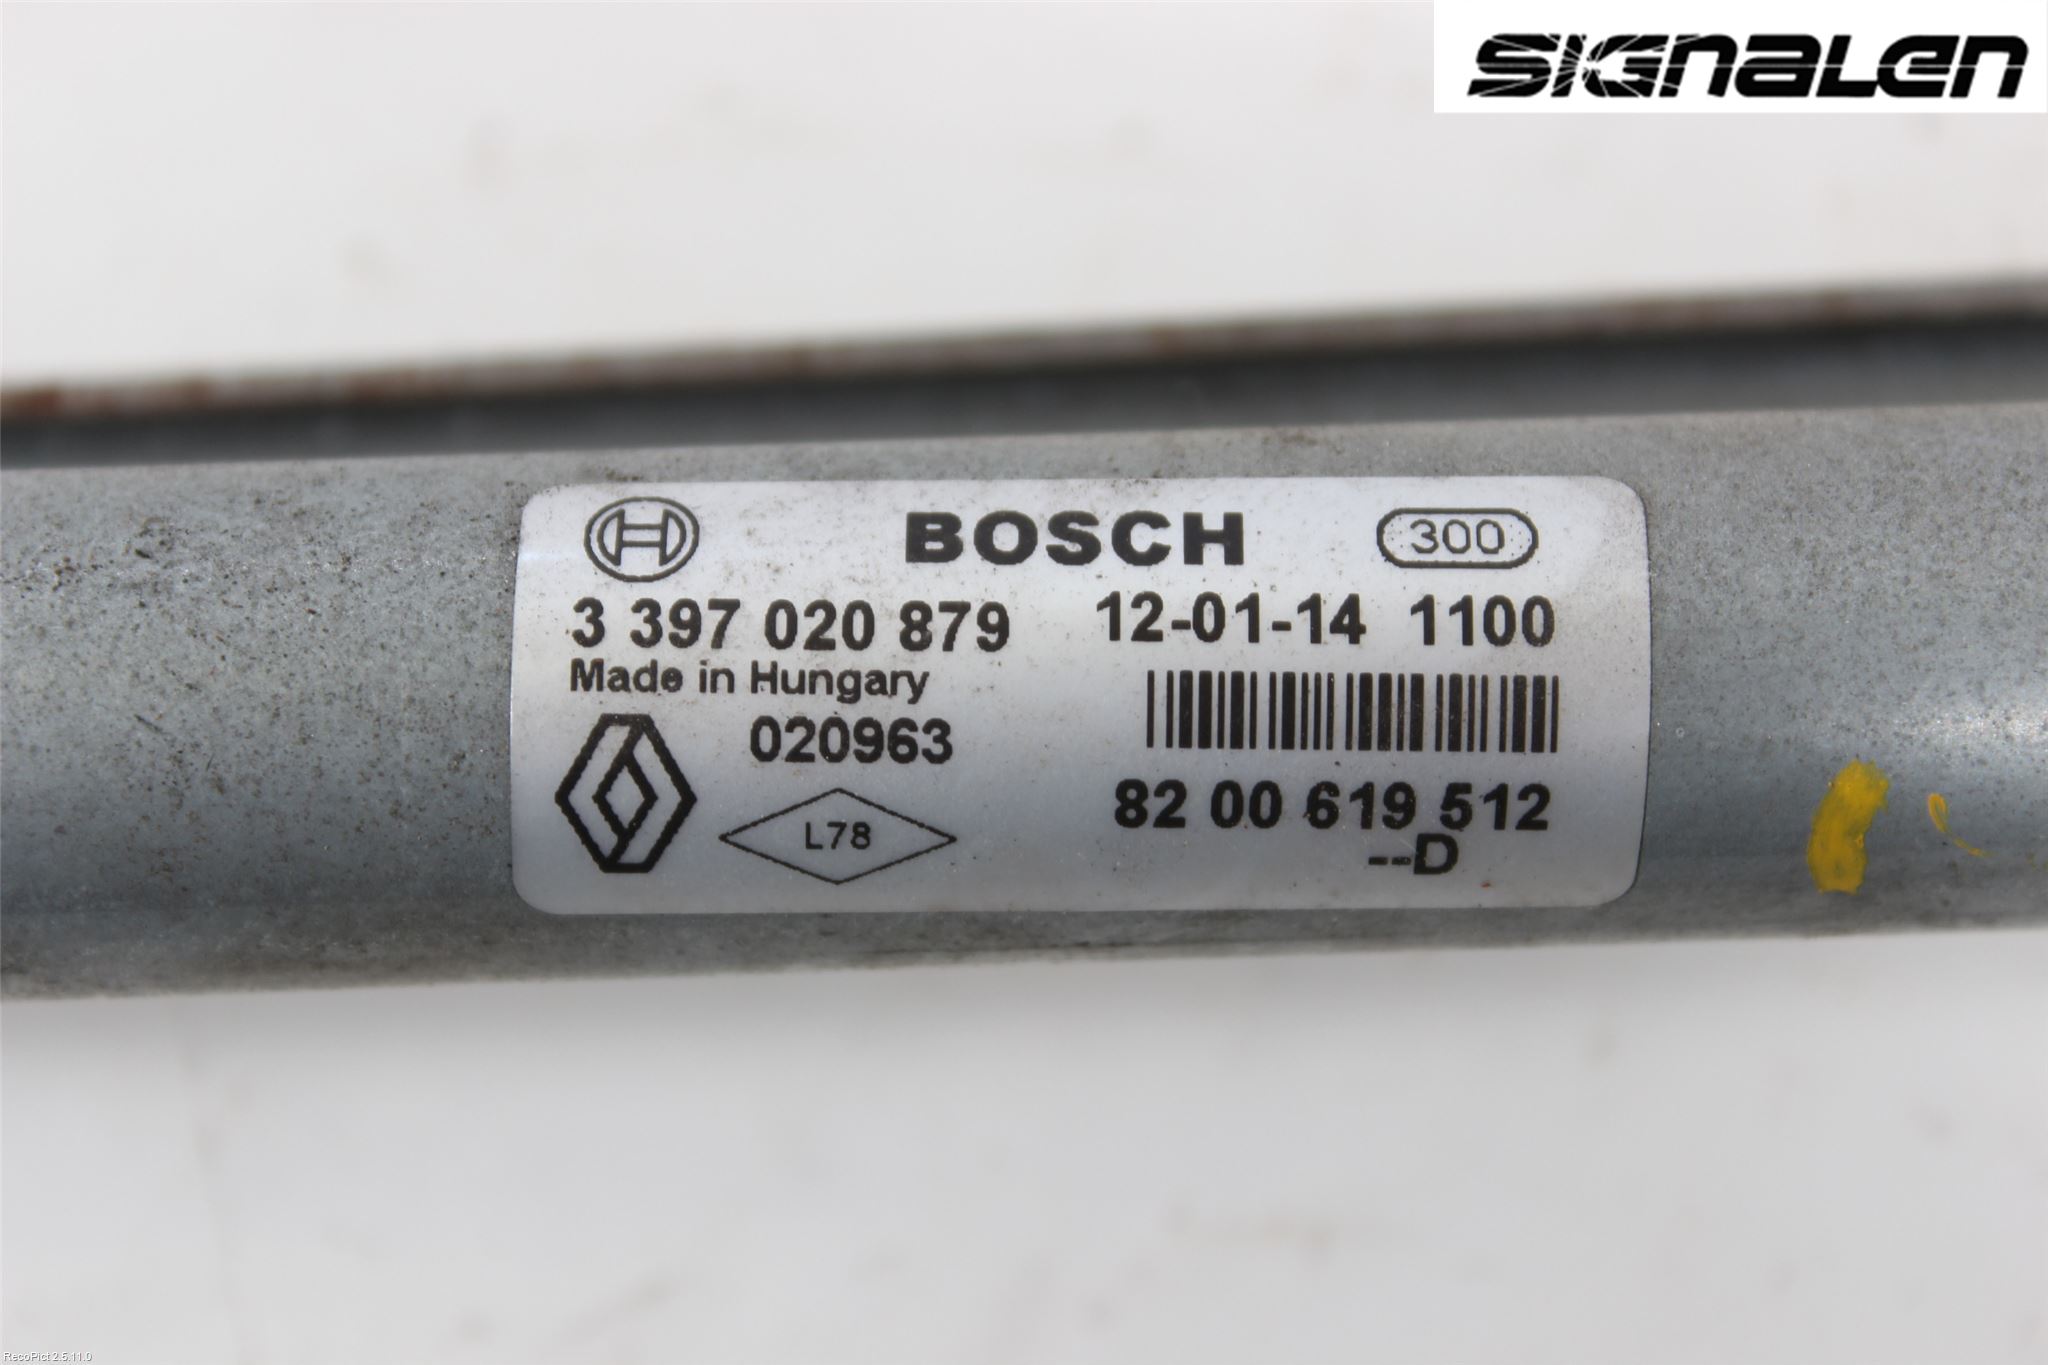 SIGNALEN
BOSCH 300
3 397 020 879 12-01-14 1100
Made in Hungary
020963
82 00 619 512
L78
--D
RecoPict 2.5.11.0